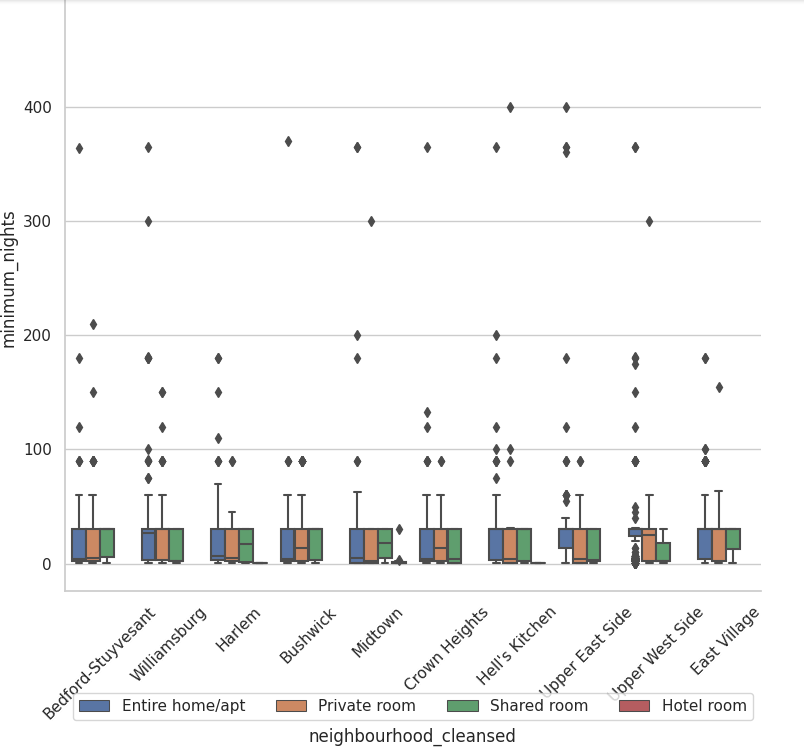 400
300
200
100
0
minimum_nights
Bedford-Stuyvesant
Williamsburg
Harlem
Bushwick
Midtown
Crown Heights
Hell's Kitchen
Upper East Side
Upper West Side
East Village
Entire home/apt Private room Shared room Hotel room
neighbourhood_cleansed